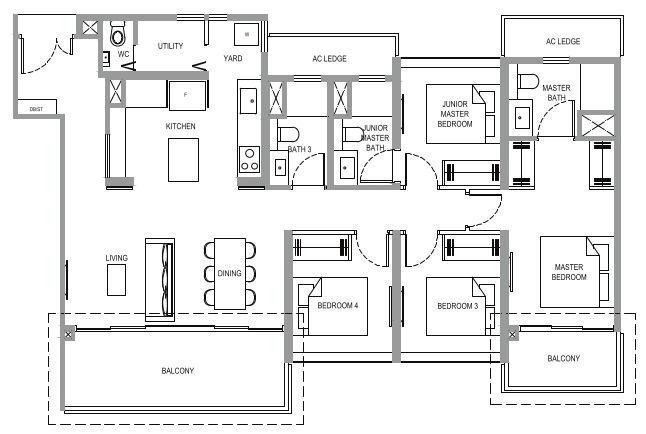 AC LEDGE
WC
UTILITY
W
YARD
AC LEDGE
MASTER
BATH
F
DB/ST
KITCHEN
JUNIOR
MASTER
BEDROOM
JUNIOR
MASTER
BATH
BATH 3
LIVING
DINING
MASTER
BEDROOM
BEDROOM 4
BEDROOM 3
BALCONY
BALCONY